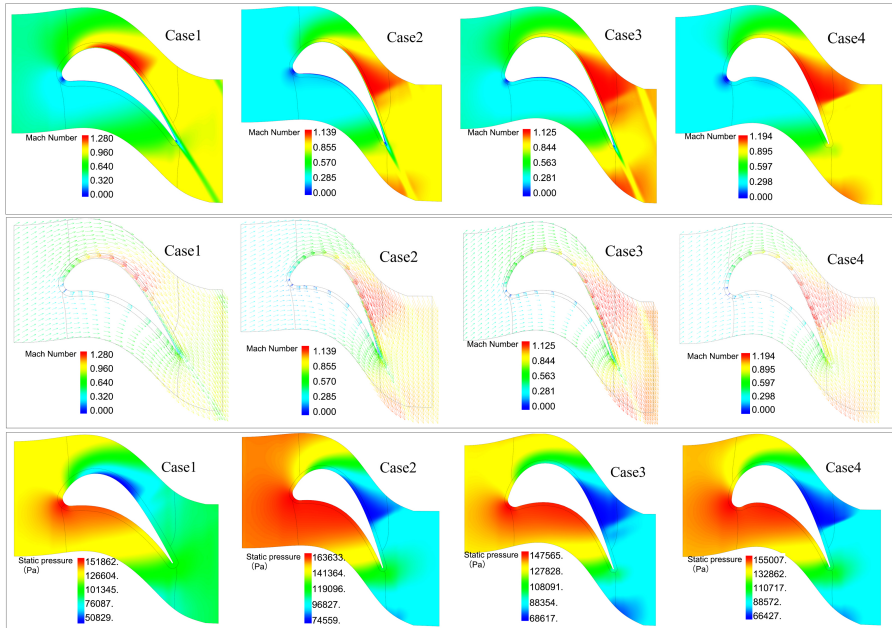 Case1
Mach Number
1.280
0.960
0.640
0.320
0.000
Case2
Mach Number
1.139
0.855
0.570
0.285
0.000
Case3
Mach Number
1.125
0.844
0.563
0.281
0.000
Case4
Mach Number
1.194
0.895
0.597
0.298
0.000
Case1
Mach Number
1.280
0.960
0.640
0.320
0.000
Case2
Mach Number
1.139
0.855
0.570
0.285
0.000
Case3
Mach Number
1.125
0.844
0.563
0.281
0.000
Case4
Mach Number
1.194
0.895
0.597
0.298
0.000
Case1
Static pressure
(Pa)
151862.
126604.
101345.
76087.
50829.
Case2
Static pressure
(Pa)
163633.
141364.
119096.
96827.
74559.
Case3
Static pressure
(Pa)
147565.
127828.
108091.
88354.
68617.
Case4
Static pressure
(Pa)
155007.
132862.
110717.
88572.
66427.